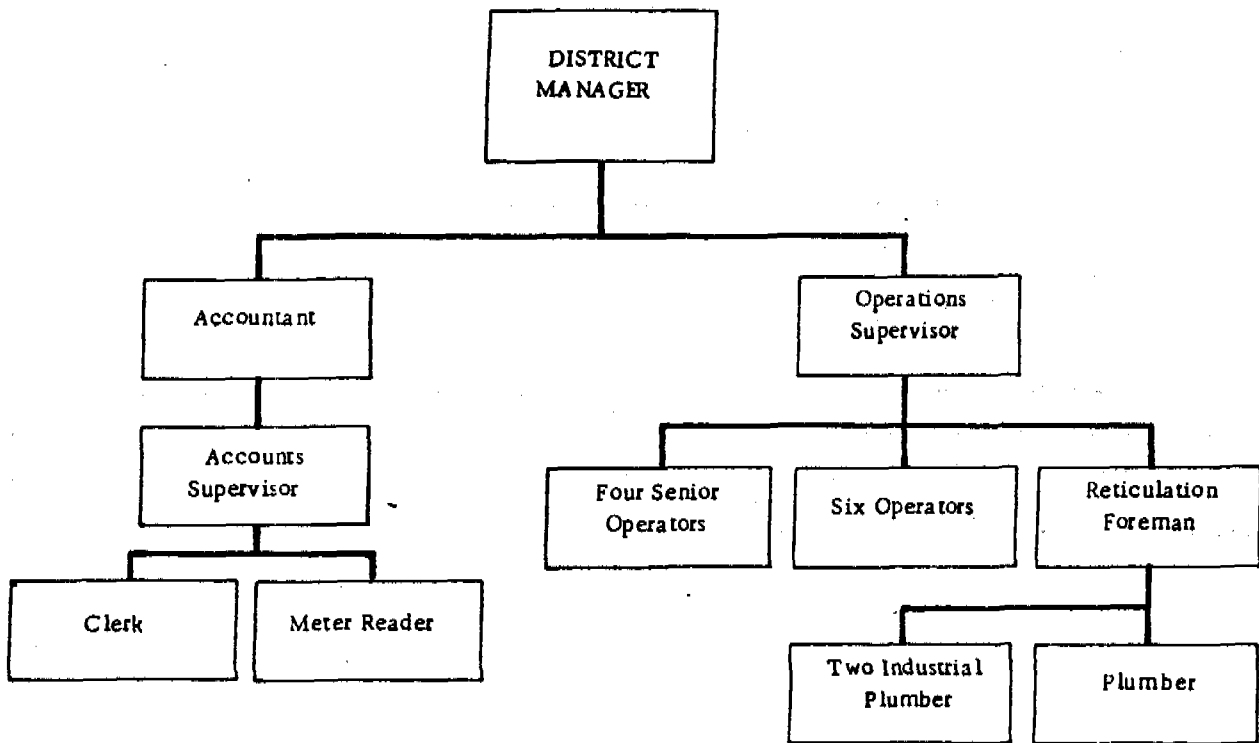 DISTRICT
MANAGER
Accountant
Operations
Supervisor
Accounts
Supervisor
Four Senior
Operators
Six Operators
Reticulation
Foreman
Clerk
Meter Reader
Two Industrial
Plumber
Plumber